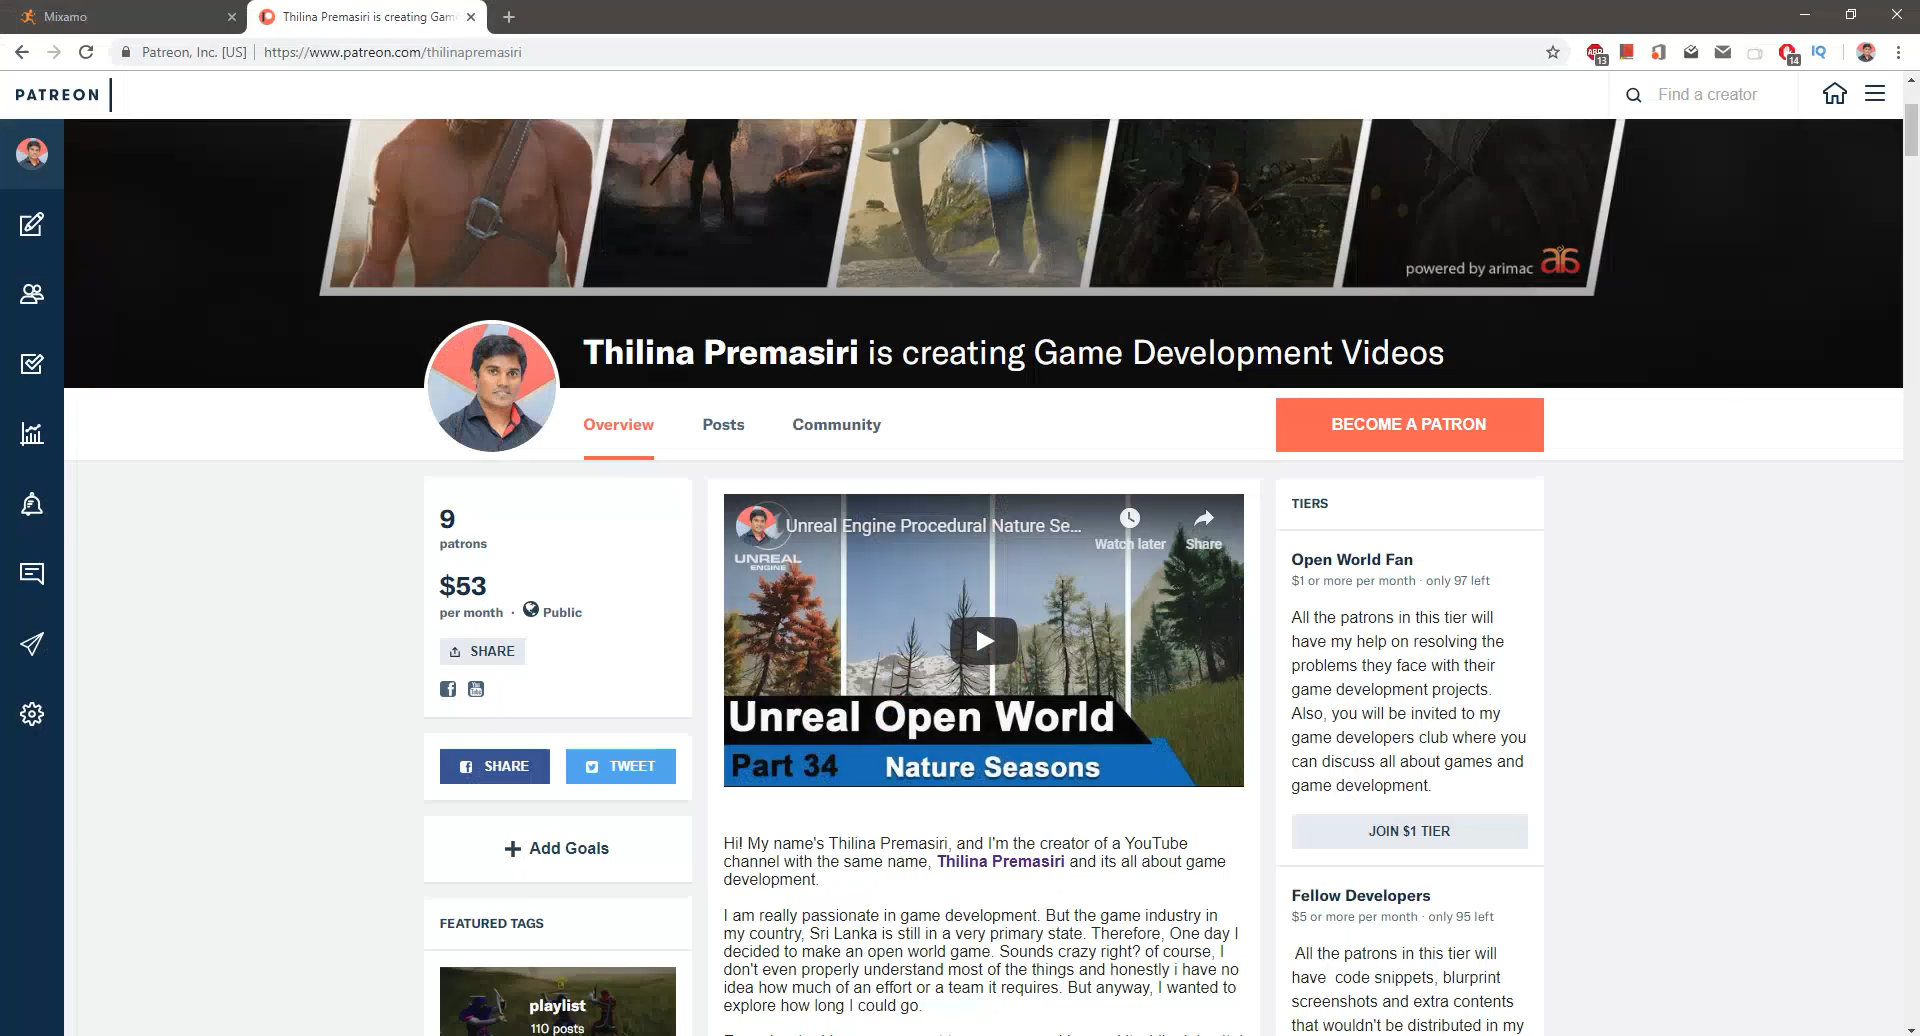 Mixamo
Thilina Premasiri is creating Gam
Patreon, Inc. [US]
https://www.patreon.com/thilinapremasiri
13
14
IQ
PATREON
Find a creator
powered by arimac
Thilina Premasiri is creating Game Development Videos
Overview
Posts
Community
BECOME A PATRON
9
patrons
$53
per month · Public
SHARE
SHARE
TWEET
+ Add Goals
FEATURED TAGS
playlist
110 posts
Unreal Engine Procedural Nature Se...
Watch later
Share
UNREAL
ENGINE
Unreal Open World
Part 34
Nature Seasons
Hi! My name's Thilina Premasiri, and I'm the creator of a YouTube
channel with the same name, Thilina Premasiri and its all about game
development.
I am really passionate in game development. But the game industry in
my country, Sri Lanka is still in a very primary state. Therefore, One day I
decided to make an open world game. Sounds crazy right? of course, I
don't even properly understand most of the things and honestly i have no
idea how much of an effort or a team it requires. But anyway, I wanted to
explore how long I could go.
TIERS
Open World Fan
$1 or more per month · only 97 left
All the patrons in this tier will
have my help on resolving the
problems they face with their
game development projects.
Also, you will be invited to my
game developers club where you
can discuss all about games and
game development.
JOIN $1 TIER
Fellow Developers
$5 or more per month · only 95 left
All the patrons in this tier will
have code snippets, blurprint
screenshots and extra contents
that wouldn't be distributed in my